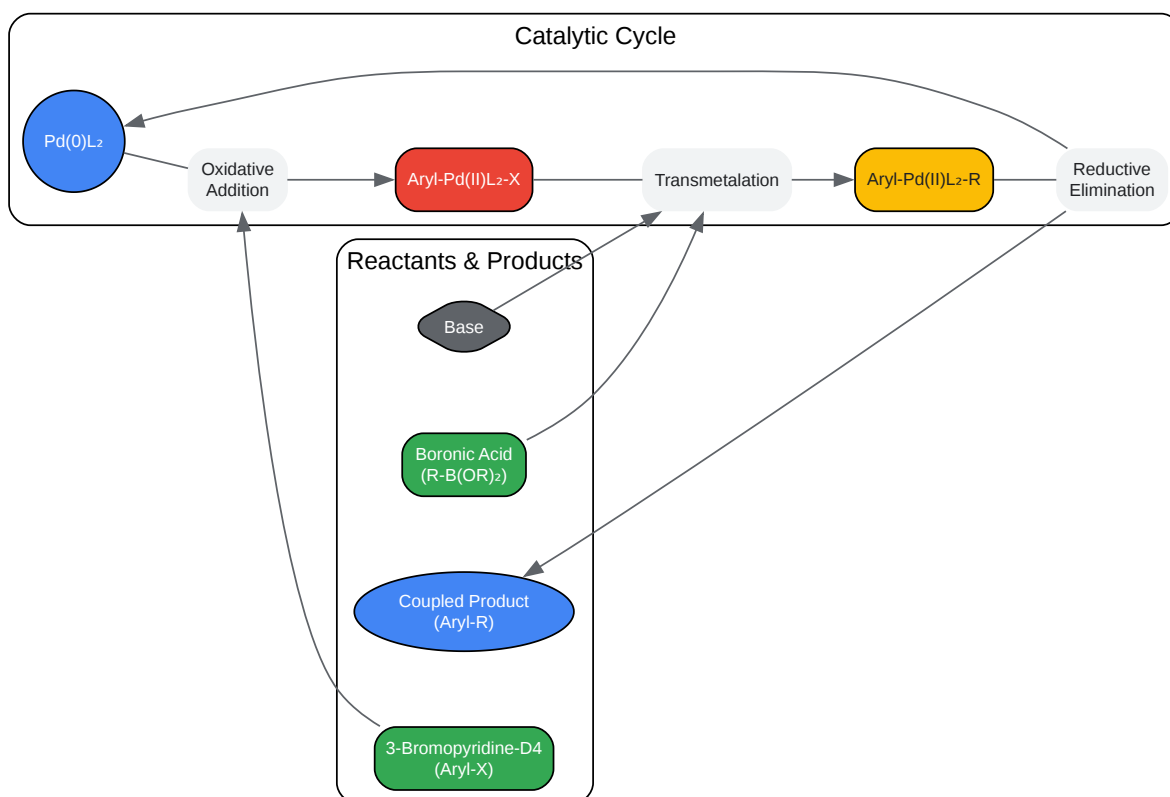 Catalytic Cycle
Pd(0)L₂
Oxidative
Addition
Aryl-Pd(II)L₂-X
Transmetalation
Aryl-Pd(II)L₂-R
Reductive
Elimination
Reactants & Products
Base
Boronic Acid
(R-B(OR)₂)
Coupled Product
(Aryl-R)
3-Bromopyridine-D4
(Aryl-X)